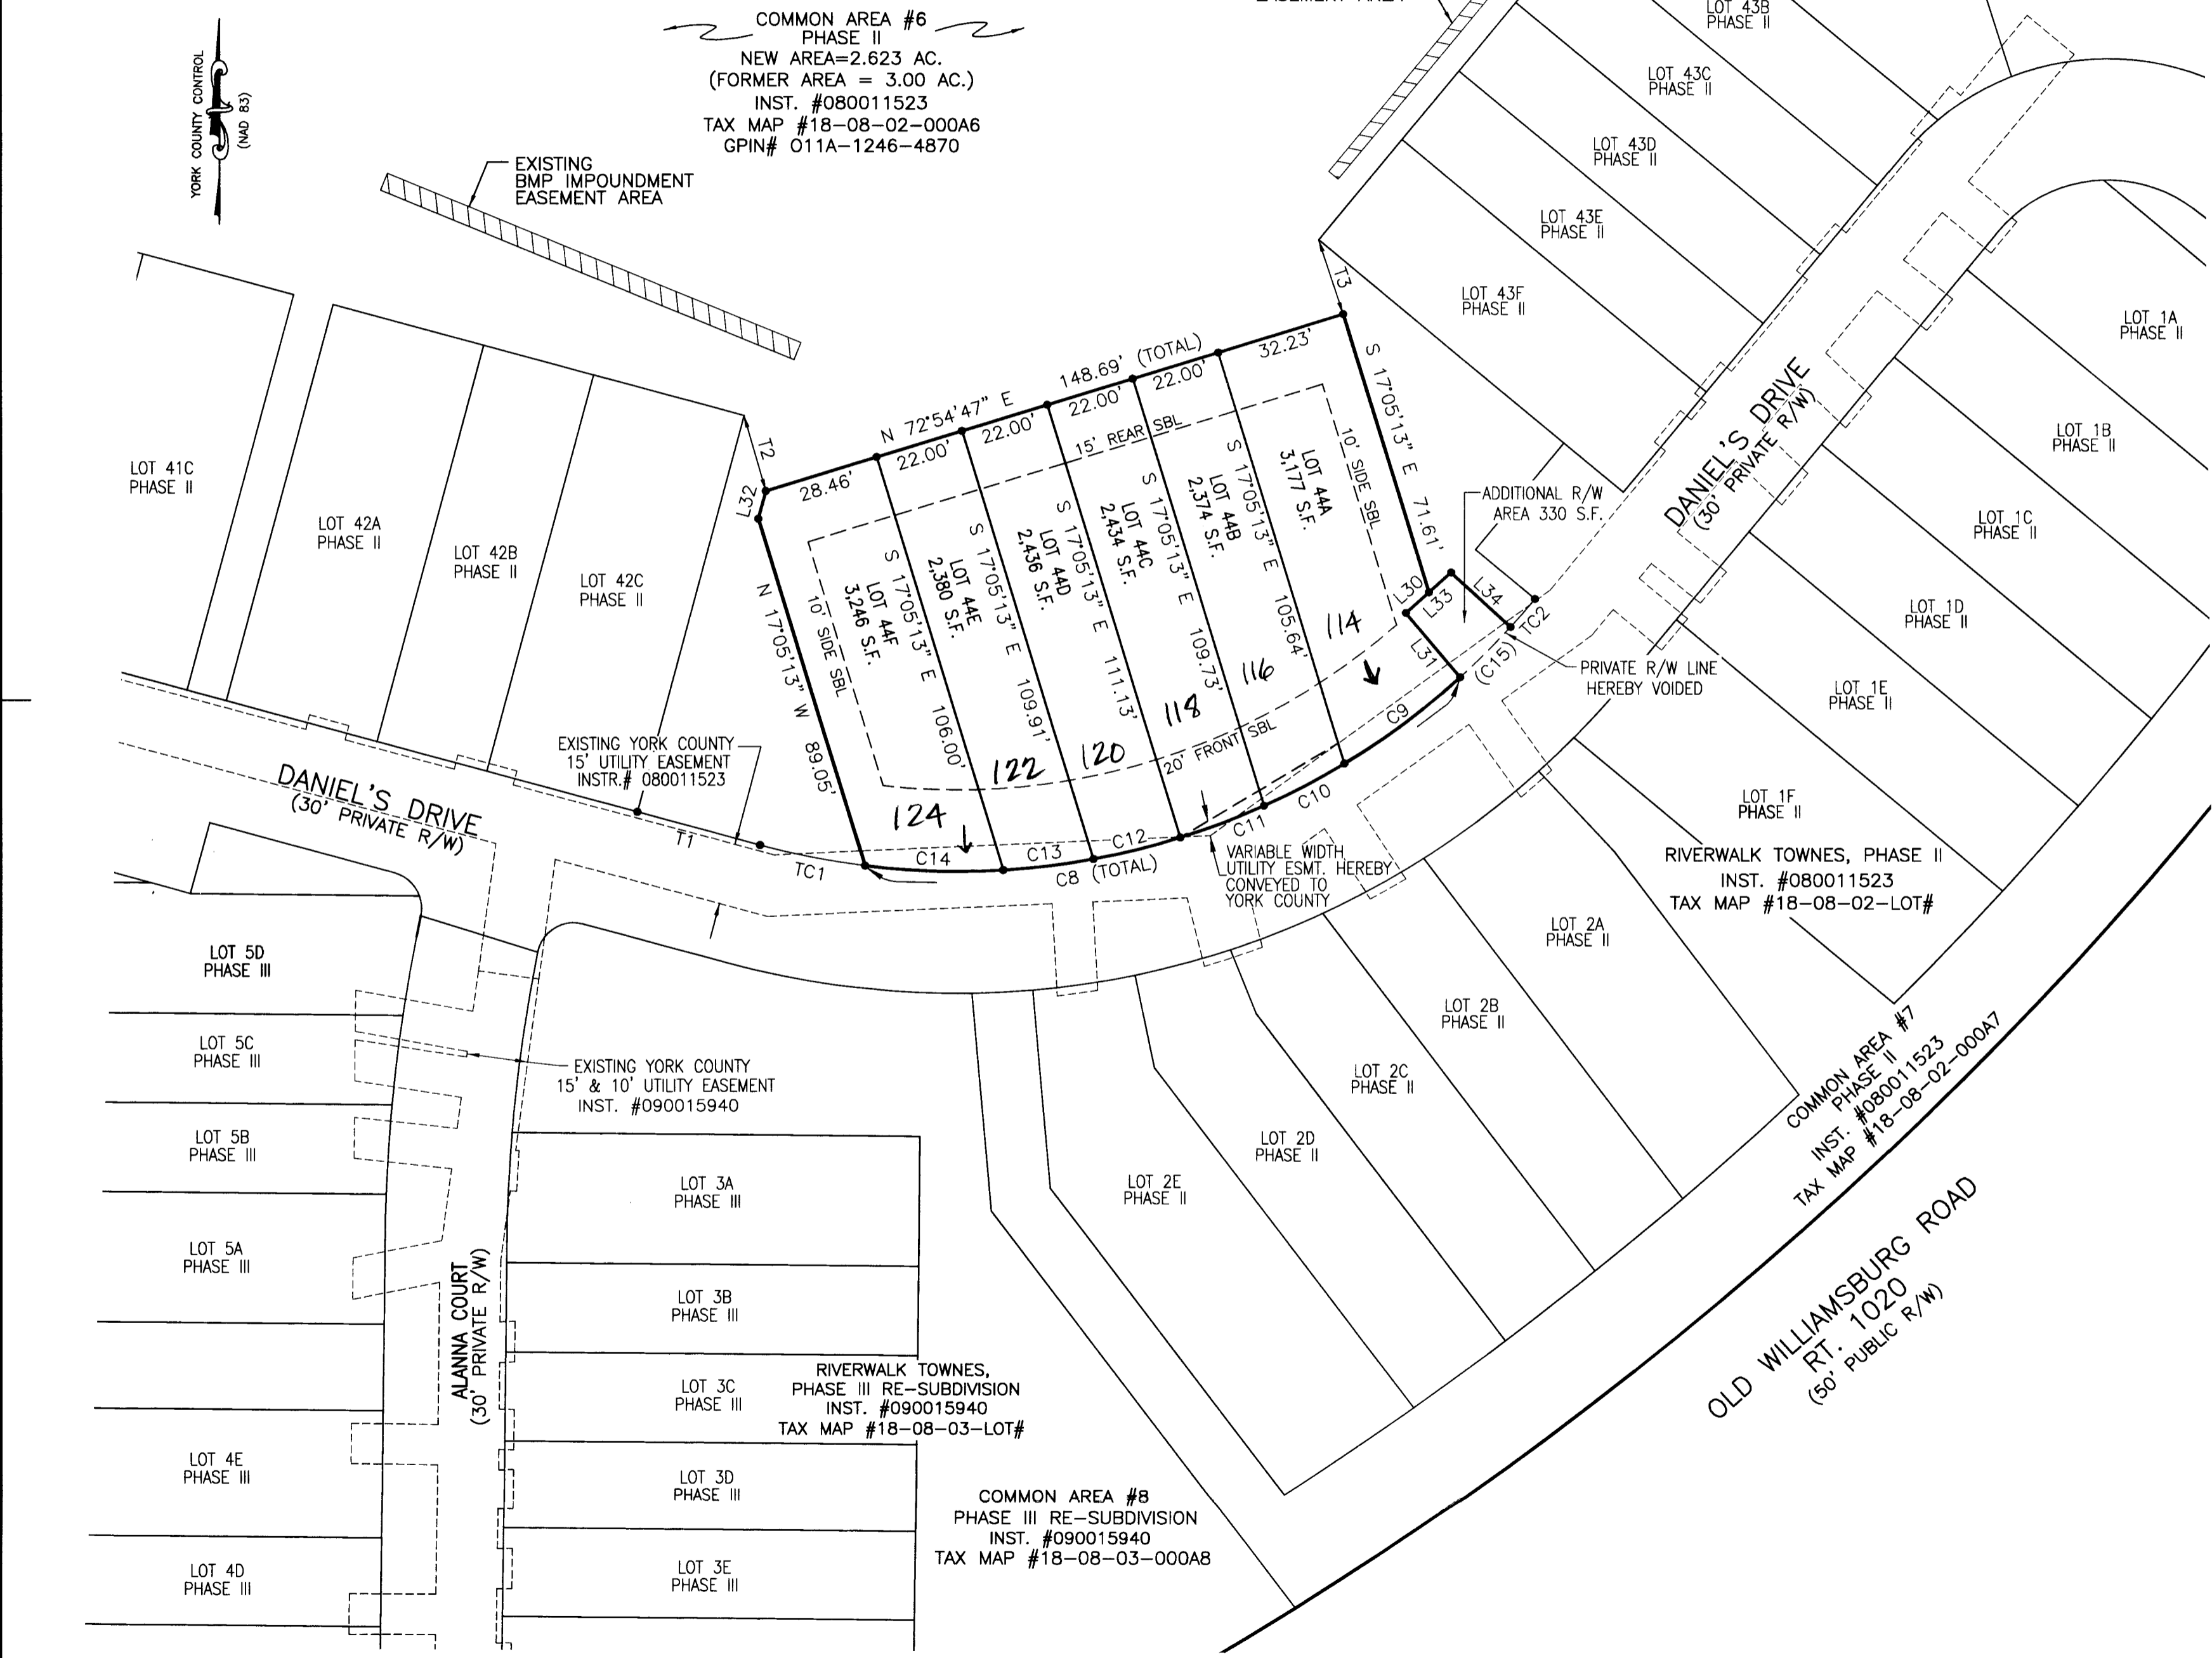 COMMON AREA #6
PHASE II
NEW AREA=2.623 AC.
(FORMER AREA = 3.00 AC.)
INST. #080011523
TAX MAP #18-08-02-000A6
GPIN# O11A-1246-4870
YORK COUNTY CONTROL
(NAD 83)
EXISTING
BMP IMPOUNDMENT
EASEMENT AREA
LOT 43B
PHASE II
LOT 43C
PHASE II
LOT 43D
PHASE II
LOT 43E
PHASE II
LOT 43F
PHASE II
T3
LOT 1A
PHASE II
LOT 1B
PHASE II
LOT 1C
PHASE II
LOT 1D
PHASE II
LOT 1E
PHASE II
LOT 1F
PHASE II
DANIEL'S DRIVE
(30' PRIVATE R/W)
LOT 41C
PHASE II
LOT 42A
PHASE II
LOT 42B
PHASE II
LOT 42C
PHASE II
T2
L32
N 72°54'47" E
148.69' (TOTAL)
28.46'
22.00'
22.00'
22.00'
22.00'
32.23'
15' REAR SBL
S 17°05'13" E 71.61'
10' SIDE SBL
LOT 44A
3,177 S.F.
S 17°05'13" E 105.64'
LOT 44B
2,374 S.F.
S 17°05'13" E 109.73'
LOT 44C
2,434 S.F.
S 17°05'13" E 111.13'
LOT 44D
2,436 S.F.
S 17°05'13" E 109.91'
LOT 44E
2,380 S.F.
S 17°05'13" E 106.00'
LOT 44F
3,246 S.F.
10' SIDE SBL
N 17°05'13" W 89.05'
114
116
118
120
122
124
20' FRONT SBL
ADDITIONAL R/W
AREA 330 S.F.
L30
L33
L34
L31
TC2
(C15)
PRIVATE R/W LINE
HEREBY VOIDED
C9
C10
C11
C12
C13
C14
C8 (TOTAL)
TC1
T1
EXISTING YORK COUNTY
15' UTILITY EASEMENT
INSTR.# 080011523
DANIEL'S DRIVE
(30' PRIVATE R/W)
VARIABLE WIDTH
UTILITY ESMT. HEREBY
CONVEYED TO
YORK COUNTY
RIVERWALK TOWNES, PHASE II
INST. #080011523
TAX MAP #18-08-02-LOT#
LOT 2A
PHASE II
LOT 2B
PHASE II
LOT 2C
PHASE II
LOT 2D
PHASE II
LOT 2E
PHASE II
COMMON AREA #7
PHASE II
INST. #080011523
TAX MAP #18-08-02-000A7
OLD WILLIAMSBURG ROAD
RT. 1020
(50' PUBLIC R/W)
LOT 5D
PHASE III
LOT 5C
PHASE III
LOT 5B
PHASE III
LOT 5A
PHASE III
LOT 4E
PHASE III
LOT 4D
PHASE III
EXISTING YORK COUNTY
15' & 10' UTILITY EASEMENT
INST. #090015940
ALANNA COURT
(30' PRIVATE R/W)
LOT 3A
PHASE III
LOT 3B
PHASE III
LOT 3C
PHASE III
LOT 3D
PHASE III
LOT 3E
PHASE III
RIVERWALK TOWNES,
PHASE III RE-SUBDIVISION
INST. #090015940
TAX MAP #18-08-03-LOT#
COMMON AREA #8
PHASE III RE-SUBDIVISION
INST. #090015940
TAX MAP #18-08-03-000A8